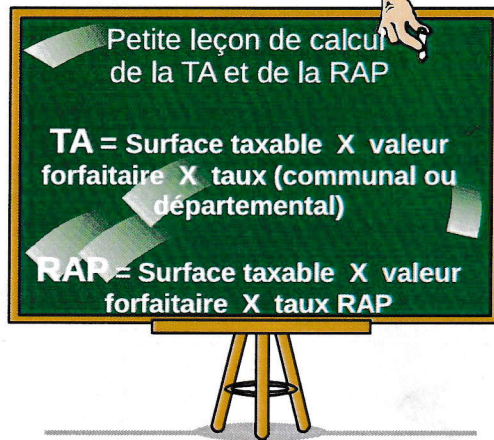 Petite leçon de calcul
de la TA et de la RAP
TA = Surface taxable X valeur
forfaitaire X taux (communal ou
départemental)
RAP = Surface taxable X valeur
forfaitaire X taux RAP